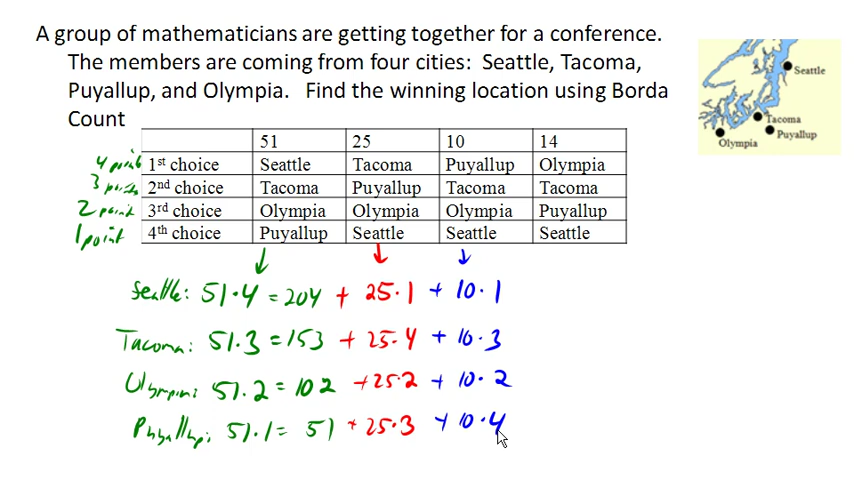 A group of mathematicians are getting together for a conference.
The members are coming from four cities: Seattle, Tacoma,
Puyallup, and Olympia. Find the winning location using Borda
Count
Seattle
Tacoma
Puyallup
Olympia
51 25 10 14
4 point 1st choice Seattle Tacoma Puyallup Olympia
3 points 2nd choice Tacoma Puyallup Tacoma Tacoma
2 point 3rd choice Olympia Olympia Olympia Puyallup
1 point 4th choice Puyallup Seattle Seattle Seattle
Seattle: 51·4 = 204 + 25·1 + 10·1
Tacoma: 51·3 = 153 + 25·4 + 10·3
Olympia: 51·2 = 102 + 25·2 + 10·2
Puyallup: 51·1 = 51 + 25·3 + 10·4